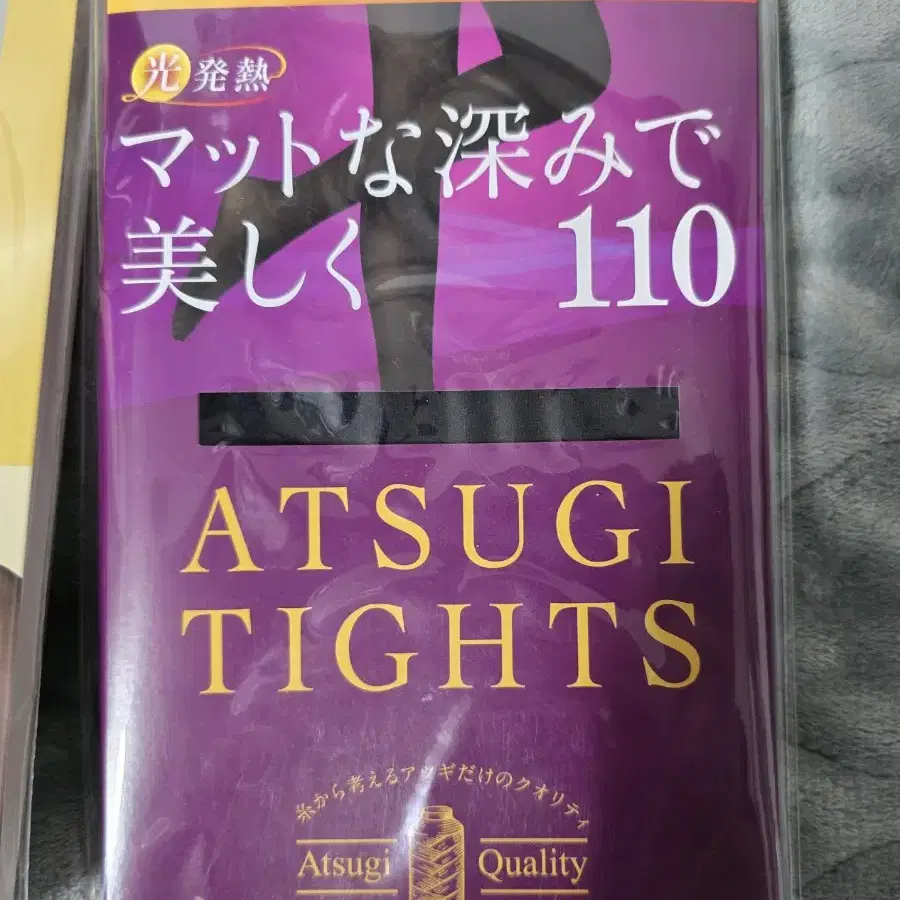 光発熱
マットな深みで
美しく 110
ATSUGI
TIGHTS
糸から考えるアツギだけのクオリティ
Atsugi Quality